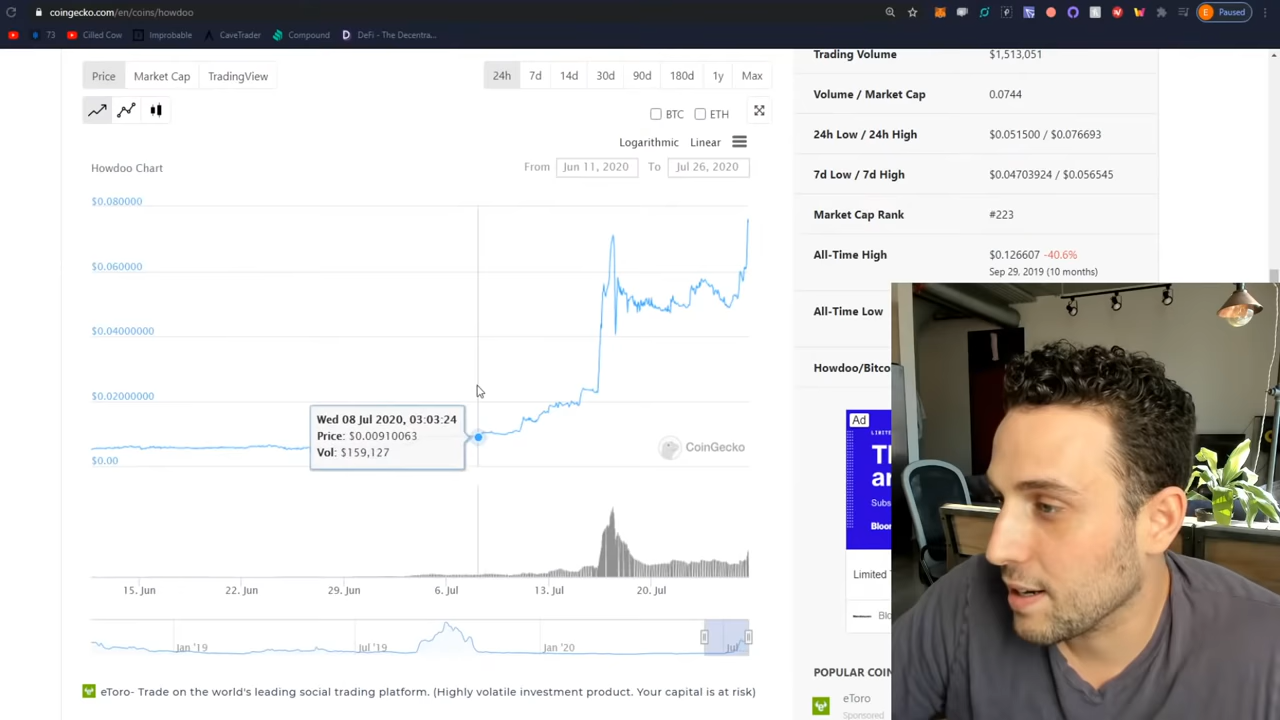 coingecko.com/en/coins/howdoo
Paused
73
Cilled Cow
Improbable
CaveTrader
Compound
DeFi - The Decentra...
Price
Market Cap
TradingView
24h
7d
14d
30d
90d
180d
1y
Max
BTC
ETH
Logarithmic
Linear
Howdoo Chart
From
Jun 11, 2020
To
Jul 26, 2020
$0.080000
$0.060000
$0.04000000
$0.02000000
$0.00
Wed 08 Jul 2020, 03:03:24
Price: $0.00910063
Vol: $159,127
CoinGecko
15. Jun
22. Jun
29. Jun
6. Jul
13. Jul
20. Jul
Jan '19
Jul '19
Jan '20
Jul
eToro- Trade on the world's leading social trading platform. (Highly volatile investment product. Your capital is at risk)
Trading Volume
$1,513,051
Volume / Market Cap
0.0744
24h Low / 24h High
$0.051500 / $0.076693
7d Low / 7d High
$0.04703924 / $0.056545
Market Cap Rank
#223
All-Time High
$0.126607 -40.6%
Sep 29, 2019 (10 months)
All-Time Low
Howdoo/Bitco
Ad
Limited
POPULAR COIN
eToro
Sponsored